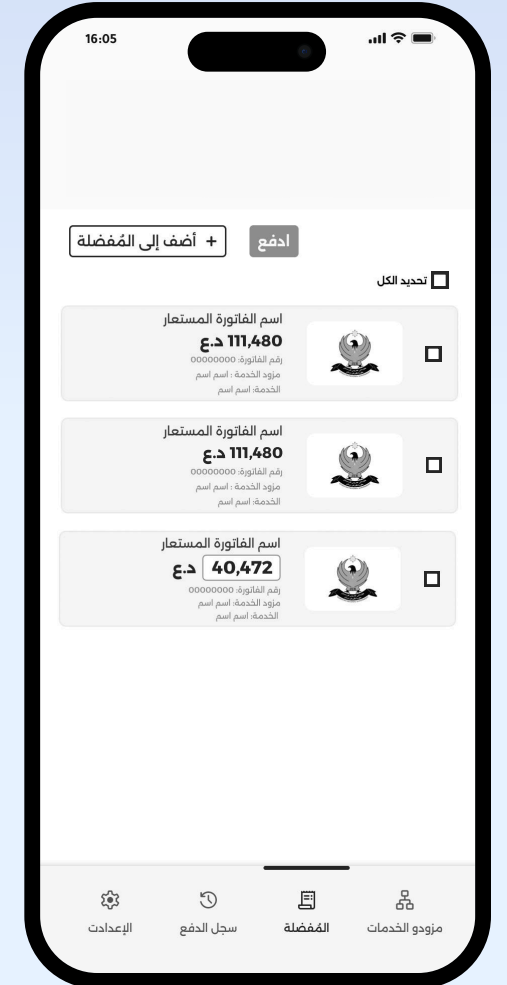 16:05
ادفع
+ أضف إلى المُفضلة
تحديد الكل
اسم الفاتورة المستعار
111,480 د.ع
رقم الفاتورة: 00000000
مزود الخدمة : اسم اسم
الخدمة: اسم اسم
اسم الفاتورة المستعار
111,480 د.ع
رقم الفاتورة: 00000000
مزود الخدمة : اسم اسم
الخدمة: اسم اسم
اسم الفاتورة المستعار
40,472 د.ع
رقم الفاتورة: 00000000
مزود الخدمة: اسم اسم
الخدمة: اسم اسم
مزودو الخدمات
المُفضلة
سجل الدفع
الإعدادت